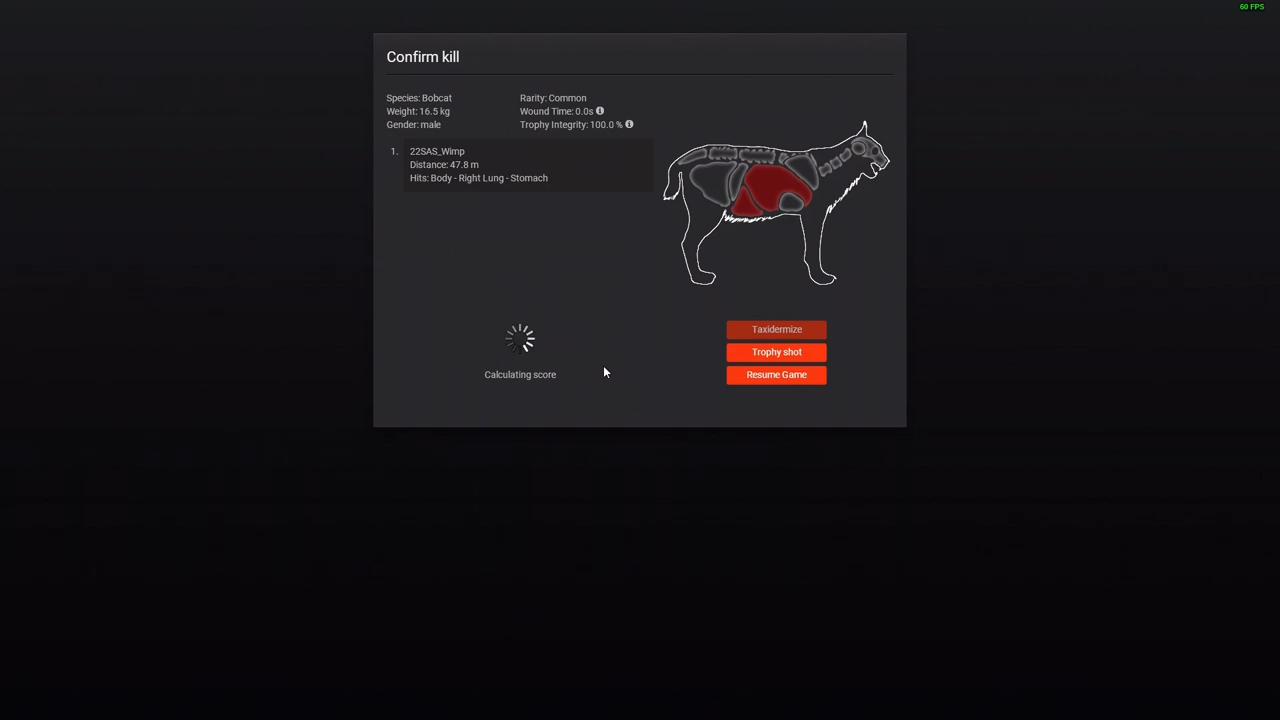 60 FPS
Confirm kill
Species: Bobcat
Weight: 16.5 kg
Gender: male
Rarity: Common
Wound Time: 0.0s
Trophy Integrity: 100.0 %
1.
22SAS_Wimp
Distance: 47.8 m
Hits: Body - Right Lung - Stomach
Calculating score
Taxidermize
Trophy shot
Resume Game